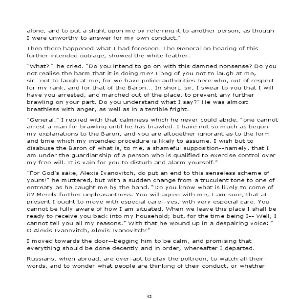 alone, and to put a slight upon me by referring it to another person, as though
I were unworthy to answer for my own conduct."
Then there happened what I had foreseen. The General on hearing of this
further intended outrage, showed the white feather.
"What?" he cried. "Do you intend to go on with this damned nonsense? Do you
not realise the harm that it is doing me? I beg of you not to laugh at me,
sir—not to laugh at me, for we have police authorities here who, out of respect
for my rank, and for that of the Baron... In short, sir, I swear to you that I will
have you arrested, and marched out of the place, to prevent any further
brawling on your part. Do you understand what I say?" He was almost
breathless with anger, as well as in a terrible fright.
"General," I replied with that calmness which he never could abide, "one cannot
arrest a man for brawling until he has brawled. I have not so much as begun
my explanations to the Baron, and you are altogether ignorant as to the form
and time which my intended procedure is likely to assume. I wish but to
disabuse the Baron of what is, to me, a shameful supposition—namely, that I
am under the guardianship of a person who is qualified to exercise control over
my free will. It is vain for you to disturb and alarm yourself."
"For God's sake, Alexis Ivanovitch, do put an end to this senseless scheme of
yours!" he muttered, but with a sudden change from a truculent tone to one of
entreaty as he caught me by the hand. "Do you know what is likely to come of
it? Merely further unpleasantness. You will agree with me, I am sure, that at
present I ought to move with especial care—yes, with very especial care. You
cannot be fully aware of how I am situated. When we leave this place I shall be
ready to receive you back into my household; but, for the time being I— Well, I
cannot tell you all my reasons." With that he wound up in a despairing voice: "
O Alexis Ivanovitch, Alexis Ivanovitch!"
I moved towards the door—begging him to be calm, and promising that
everything should be done decently and in order; whereafter I departed.
Russians, when abroad, are over-apt to play the poltroon, to watch all their
words, and to wonder what people are thinking of their conduct, or whether